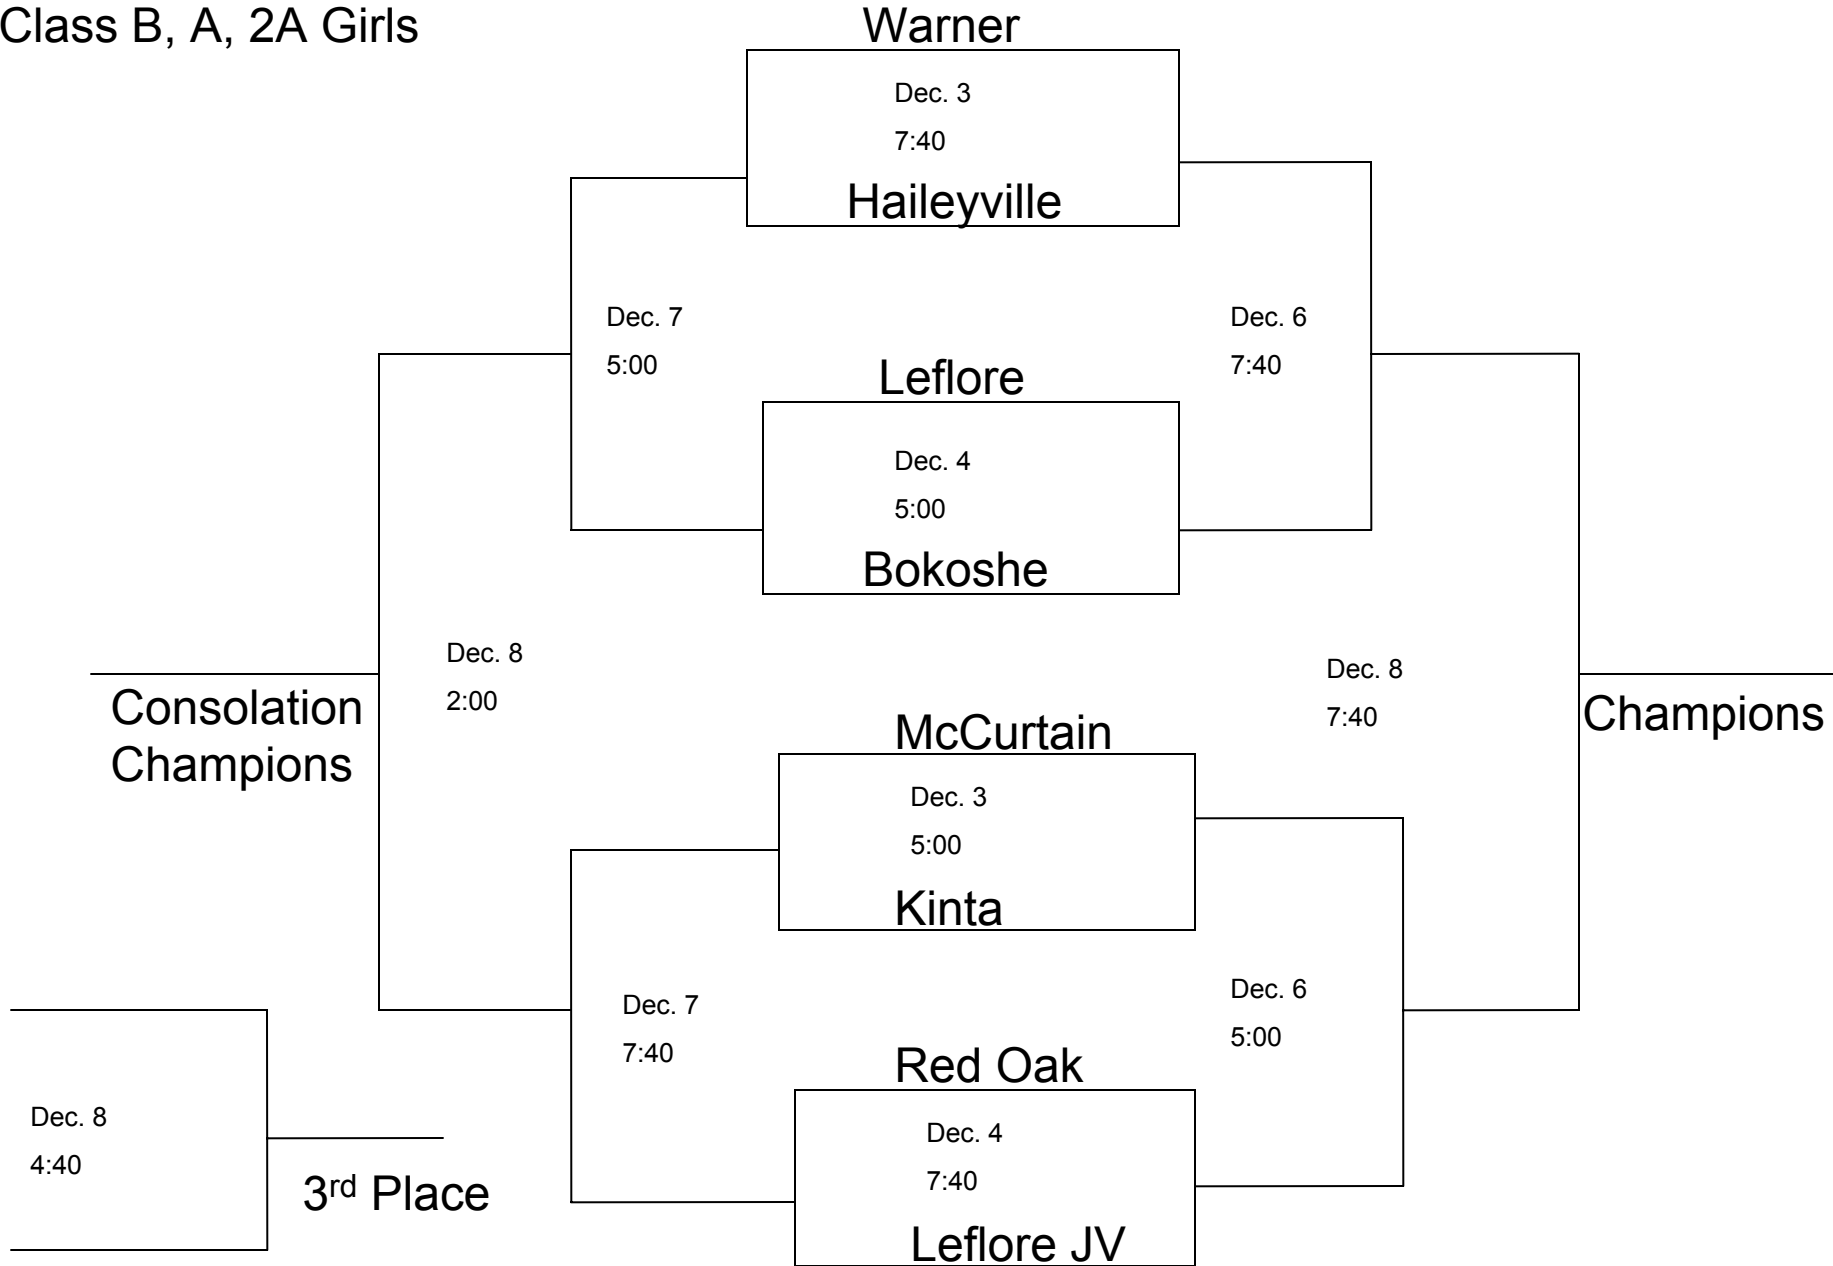 Class B, A, 2A Girls
Warner
Dec. 3
7:40
Haileyville
Dec. 7
5:00
Dec. 6
7:40
Leflore
Dec. 4
5:00
Bokoshe
Dec. 8
2:00
Consolation
Champions
Dec. 8
7:40
Champions
McCurtain
Dec. 3
5:00
Kinta
Dec. 7
7:40
Dec. 6
5:00
Red Oak
Dec. 4
7:40
Leflore JV
Dec. 8
4:40
3rd Place